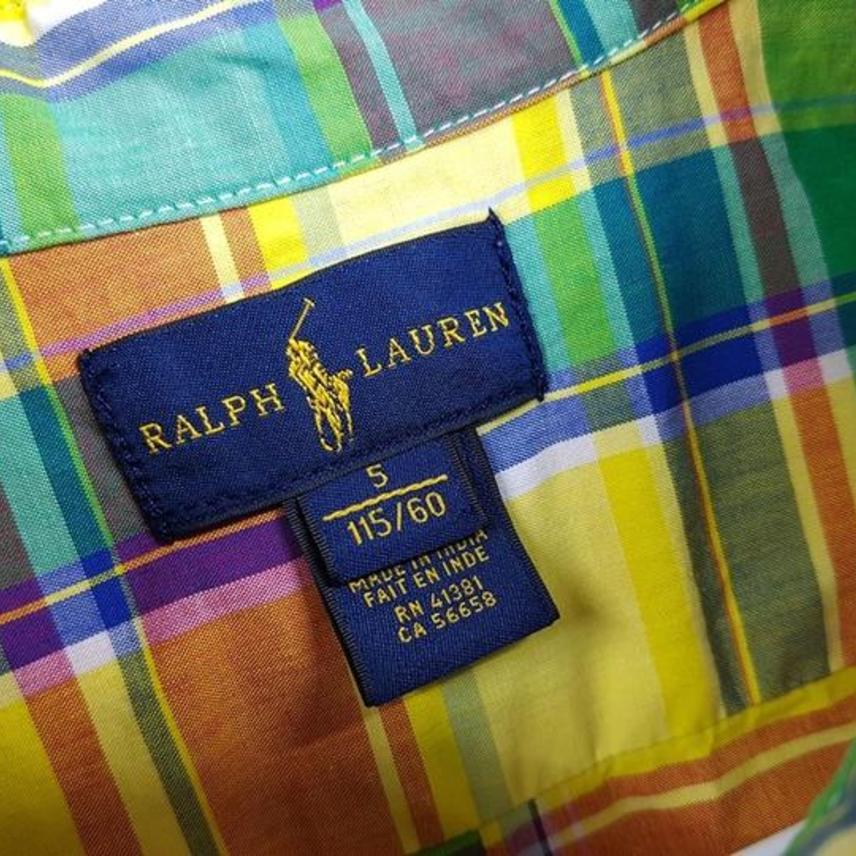 RALPH LAUREN
5
115/60
MADE IN INDIA
FAIT EN INDE
RN 41381
CA 56658